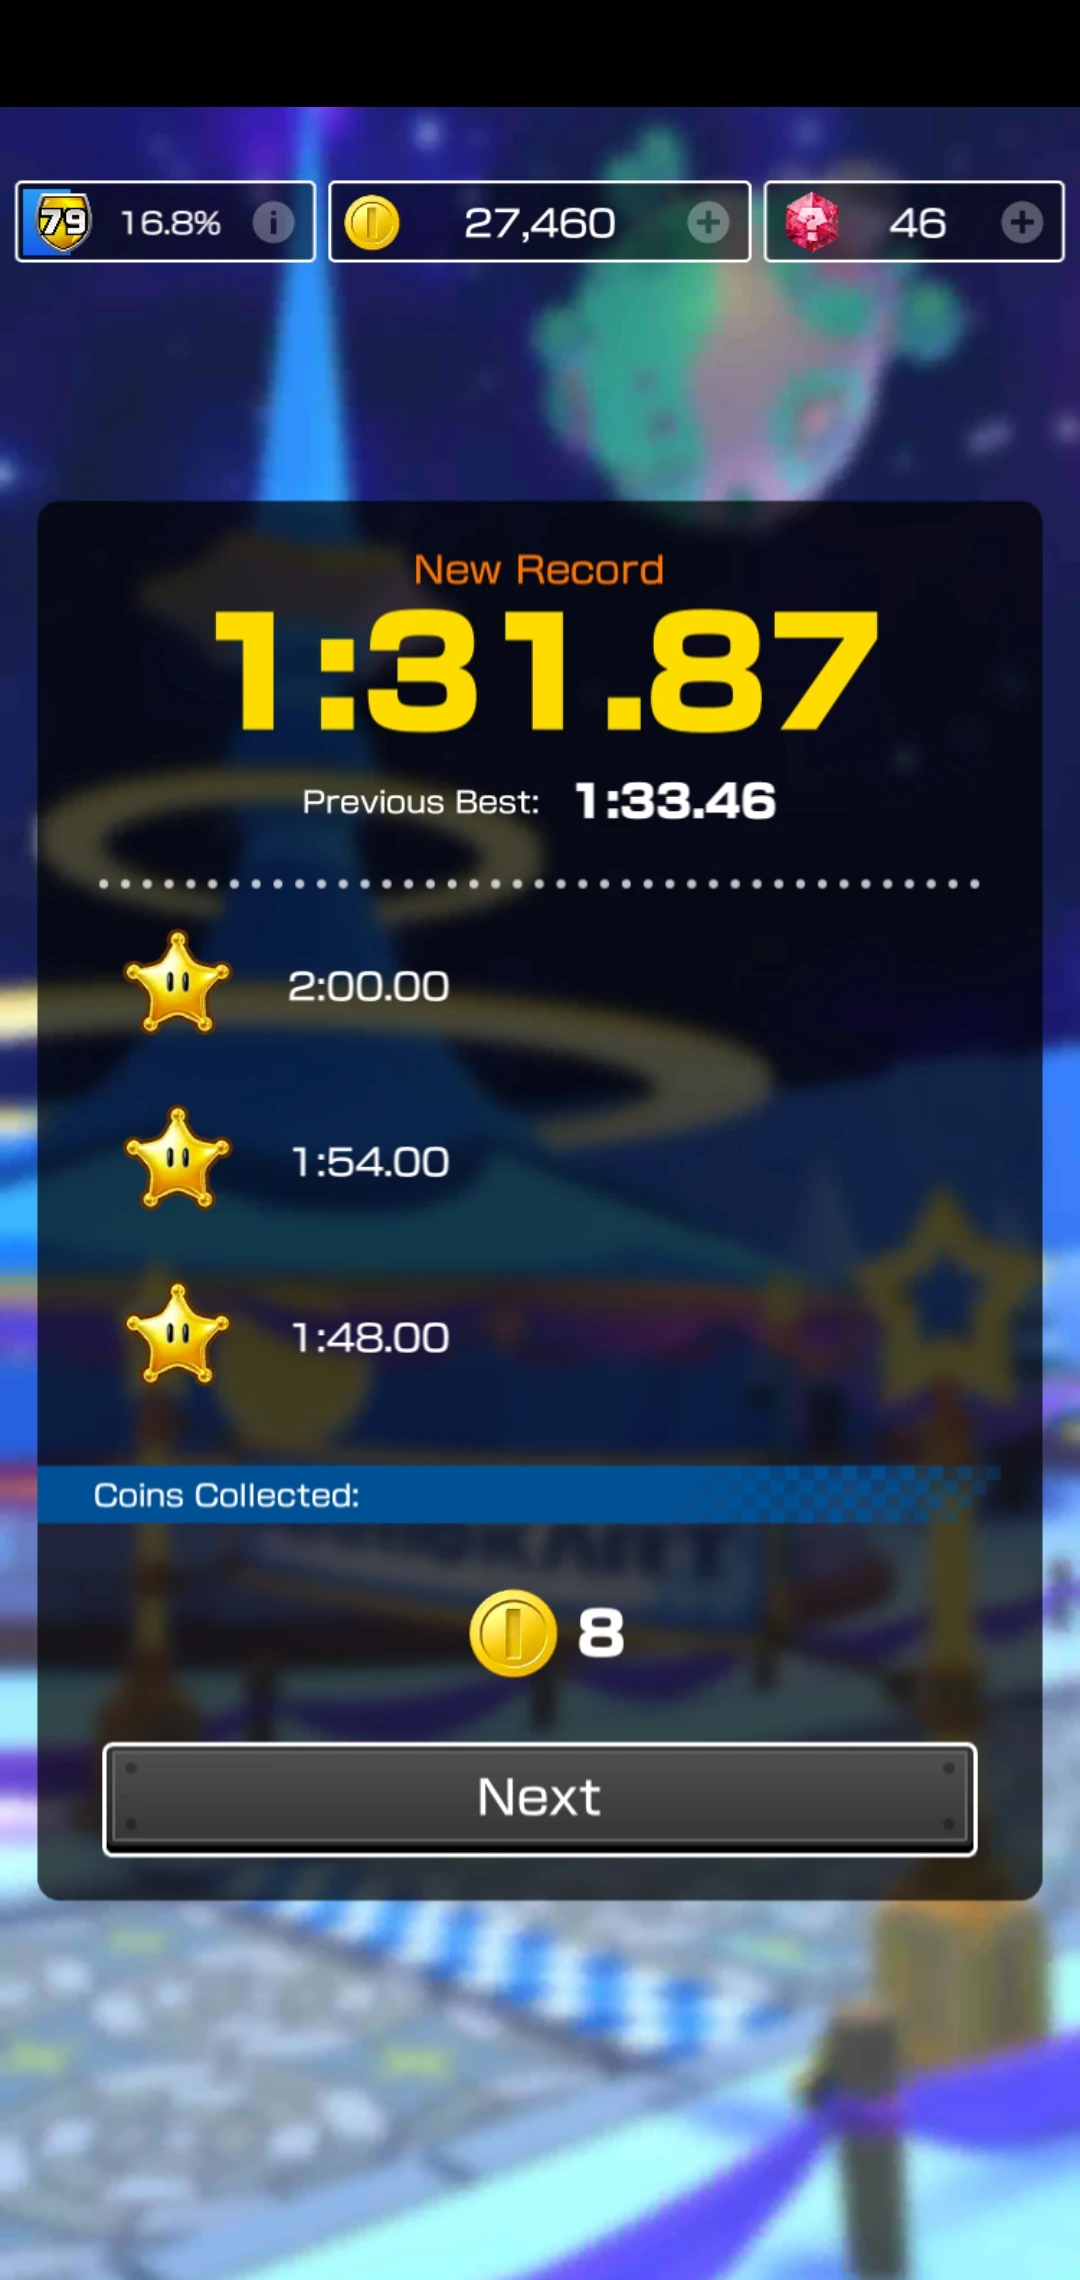 79 16.8% i 27,460 + 46 +
New Record
1:31.87
Previous Best: 1:33.46
2:00.00
1:54.00
1:48.00
Coins Collected:
8
Next